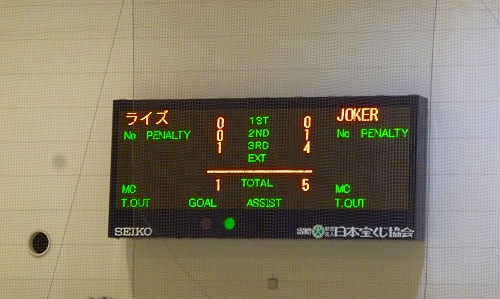 ライズ JOKER
0 1ST 0
No PENALTY 0 2ND 1 No PENALTY
1 3RD 4
EXT
1 TOTAL 5
MC MC
T.OUT GOAL ASSIST T.OUT
SEIKO 日本宝くじ協会